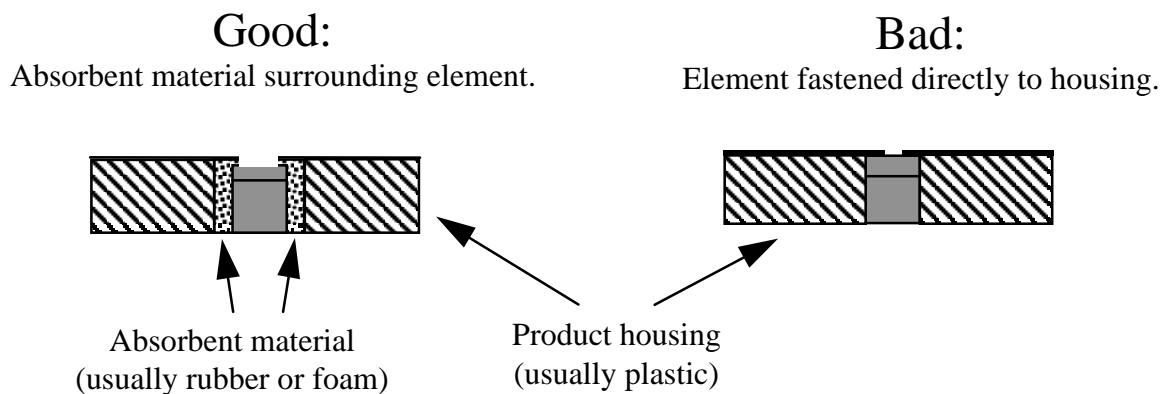 Good:
Absorbent material surrounding element.
Bad:
Element fastened directly to housing.
Absorbent material
(usually rubber or foam)
Product housing
(usually plastic)